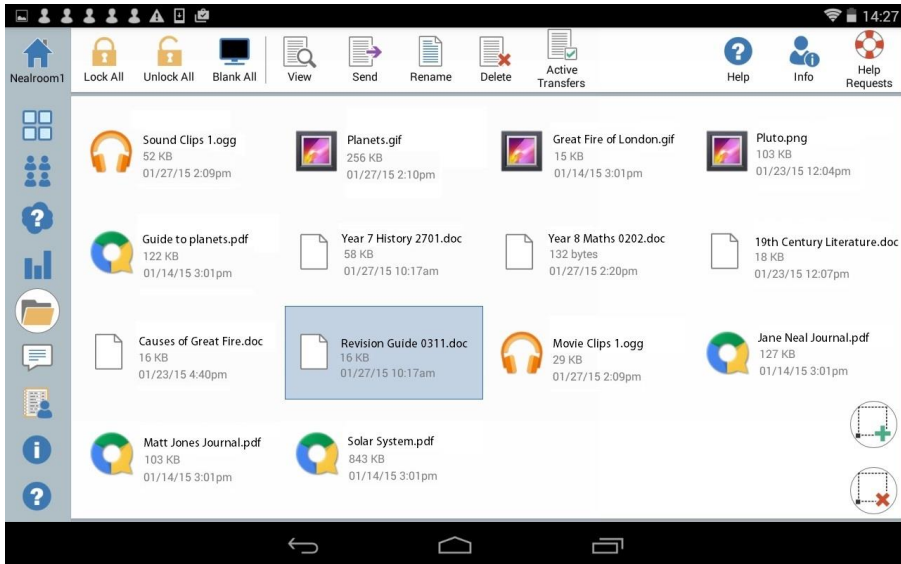 14:27
Nealroom1
Lock All
Unlock All
Blank All
View
Send
Rename
Delete
Active
Transfers
Help
Info
Help
Requests
Sound Clips 1.ogg
52 KB
01/27/15 2:09pm
Planets.gif
256 KB
01/27/15 2:10pm
Great Fire of London.gif
15 KB
01/14/15 3:01pm
Pluto.png
103 KB
01/23/15 12:04pm
Guide to planets.pdf
122 KB
01/14/15 3:01pm
Year 7 History 2701.doc
58 KB
01/27/15 10:17am
Year 8 Maths 0202.doc
132 bytes
01/27/15 2:20pm
19th Century Literature.doc
18 KB
01/23/15 12:07pm
Causes of Great Fire.doc
16 KB
01/23/15 4:40pm
Revision Guide 0311.doc
16 KB
01/27/15 10:17am
Movie Clips 1.ogg
29 KB
01/27/15 2:09pm
Jane Neal Journal.pdf
127 KB
01/14/15 3:01pm
Matt Jones Journal.pdf
103 KB
01/14/15 3:01pm
Solar System.pdf
843 KB
01/14/15 3:01pm